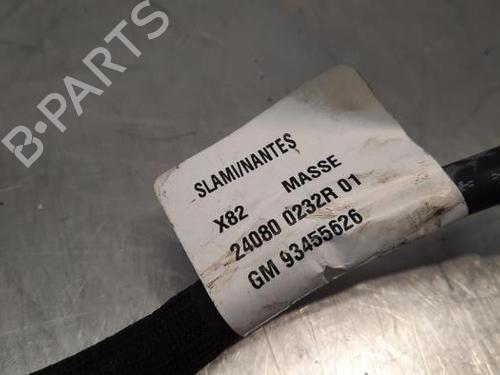 B-PARTS
SLAMI/NANTES
X82 MASSE
24080 0232R 01
GM 93455626